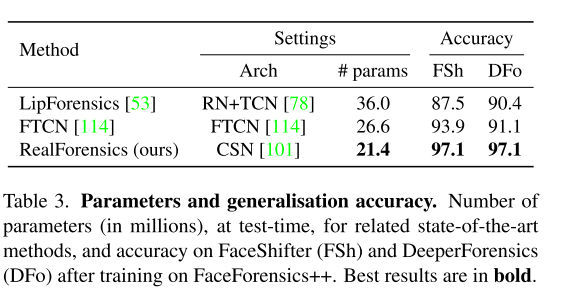 Method Settings Accuracy
Arch # params FSh DFo
LipForensics [53] RN+TCN [78] 36.0 87.5 90.4
FTCN [114] FTCN [114] 26.6 93.9 91.1
RealForensics (ours) CSN [101] 21.4 97.1 97.1
Table 3. Parameters and generalisation accuracy. Number of
parameters (in millions), at test-time, for related state-of-the-art
methods, and accuracy on FaceShifter (FSh) and DeeperForensics
(DFo) after training on FaceForensics++. Best results are in bold.